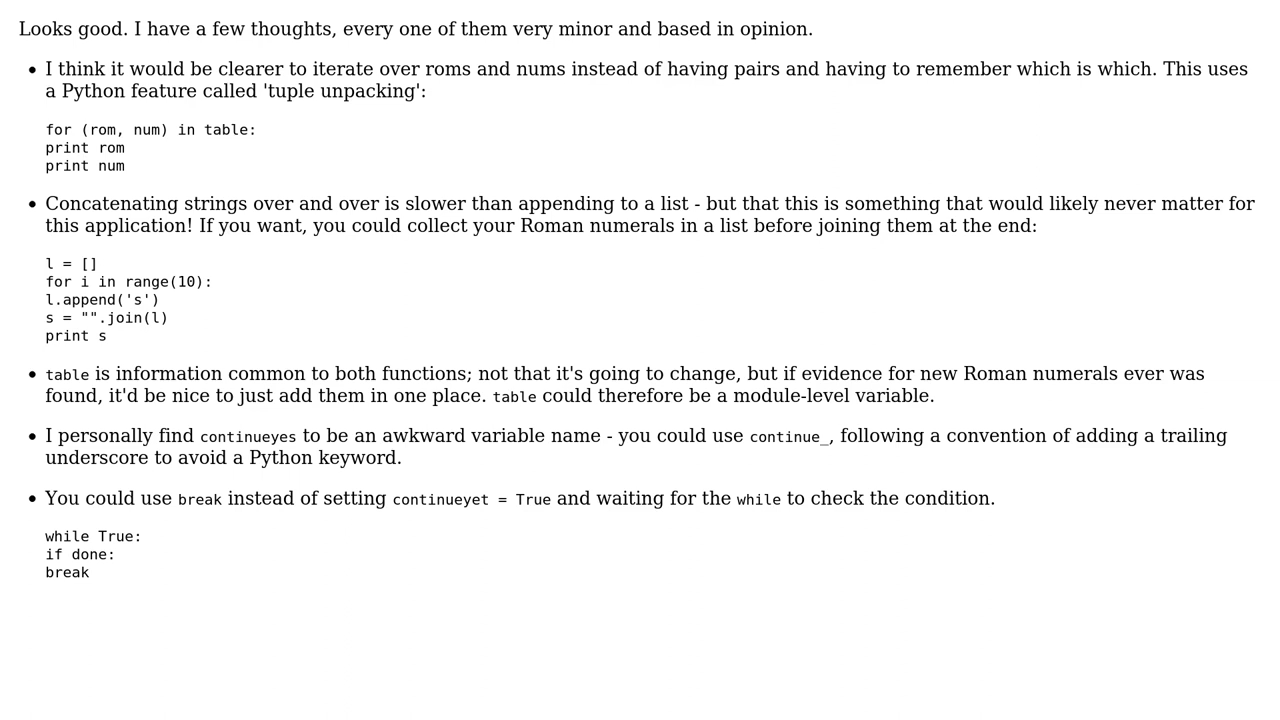 Looks good. I have a few thoughts, every one of them very minor and based in opinion.
• I think it would be clearer to iterate over roms and nums instead of having pairs and having to remember which is which. This uses
a Python feature called 'tuple unpacking':
for (rom, num) in table:
print rom
print num
• Concatenating strings over and over is slower than appending to a list - but that this is something that would likely never matter for
this application! If you want, you could collect your Roman numerals in a list before joining them at the end:
l = []
for i in range(10):
l.append('s')
s = "".join(l)
print s
• table is information common to both functions; not that it's going to change, but if evidence for new Roman numerals ever was
found, it'd be nice to just add them in one place. table could therefore be a module-level variable.
• I personally find continueyes to be an awkward variable name - you could use continue_, following a convention of adding a trailing
underscore to avoid a Python keyword.
• You could use break instead of setting continueyet = True and waiting for the while to check the condition.
while True:
if done:
break